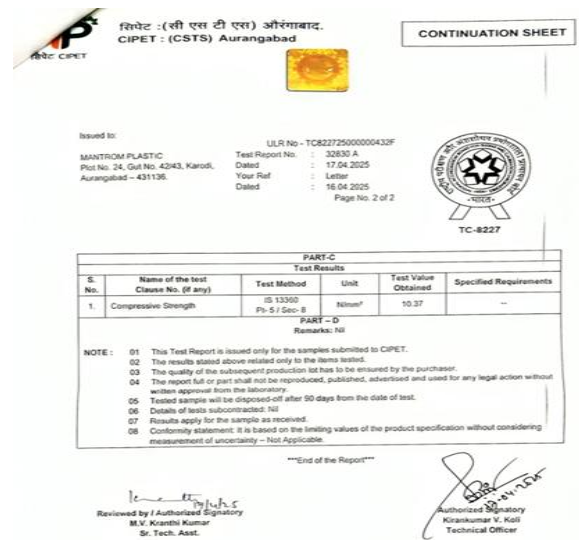 सिपेट :(सी एस टी एस) औरंगाबाद.
CIPET : (CSTS) Aurangabad
CONTINUATION SHEET
सिपेट CIPET
Issued to:
MANTROM PLASTIC
Plot No. 24, Gut No. 42/43, Karodi,
Aurangabad – 431136.
ULR No - TC822725000000432F
Test Report No. : 32830 A
Dated : 17.04.2025
Your Ref : Letter
Dated : 16.04.2025
Page No. 2 of 2
भारत
TC-8227
PART-C
Test Results
S. No. Name of the test Clause No. (if any) Test Method Unit Test Value Obtained Specified Requirements
1. Compressive Strength IS 13360 Pt- 5 / Sec- 8 N/mm² 10.37 --
PART – D
Remarks: Nil
NOTE : 01 This Test Report is issued only for the samples submitted to CIPET.
02 The results stated above related only to the items tested.
03 The quality of the subsequent production lot has to be ensured by the purchaser.
04 The report full or part shall not be reproduced, published, advertised and used for any legal action without
written approval from the laboratory.
05 Tested sample will be disposed-off after 90 days from the date of test.
06 Details of tests subcontracted: Nil
07 Results apply for the sample as received.
08 Conformity statement: It is based on the limiting values of the product specification without considering
measurement of uncertainty – Not Applicable.
***End of the Report***
17/4/25
Reviewed by / Authorized Signatory
M.V. Kranthi Kumar
Sr. Tech. Asst.
Authorized Signatory
Kirankumar V. Koli
Technical Officer